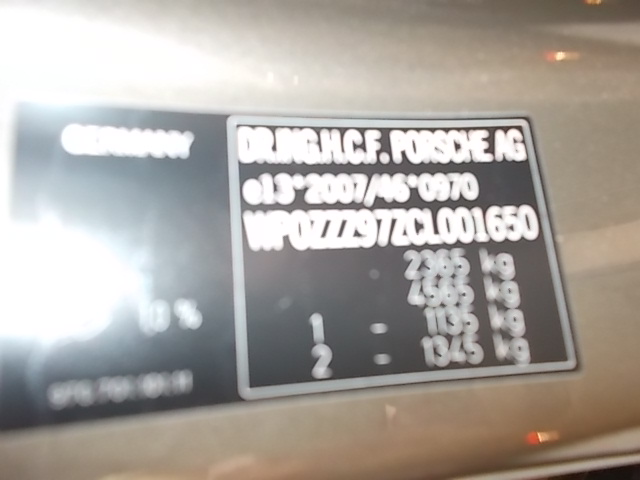 GERMANY
DR.ING.H.C.F. PORSCHE AG
e13*2007/46*0970
WP0ZZZ97ZCL001650
2365 kg
4565 kg
1 - 1135 kg
2 - 1345 kg
%